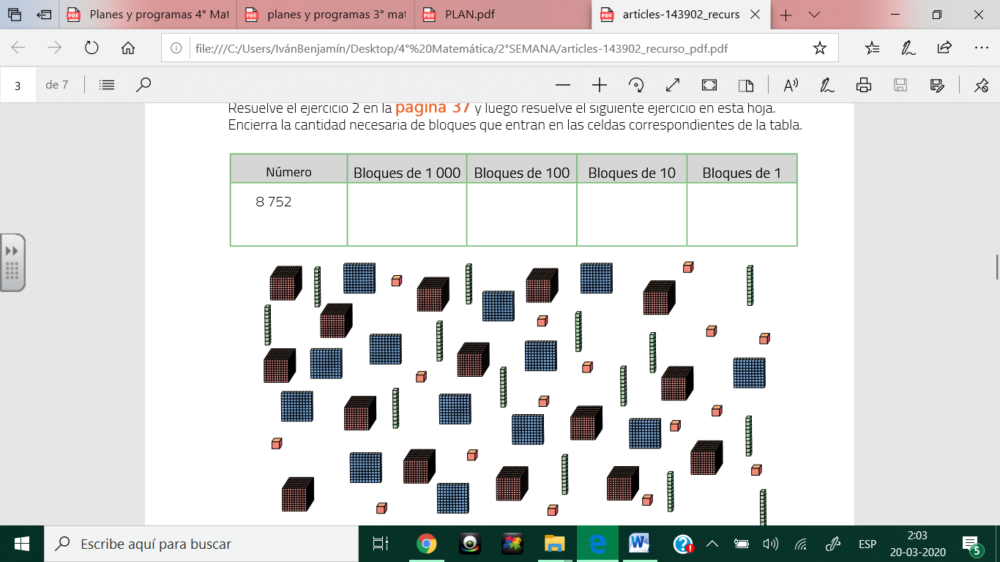 Planes y programas 4° Mat
planes y programas 3° mat
PLAN.pdf
articles-143902_recurs
file:///C:/Users/IvánBenjamín/Desktop/4°%20Matemática/2°SEMANA/articles-143902_recurso_pdf.pdf
3 de 7
Resuelve el ejercicio 2 en la página 37 y luego resuelve el siguiente ejercicio en esta hoja.
Encierra la cantidad necesaria de bloques que entran en las celdas correspondientes de la tabla.
Número Bloques de 1 000 Bloques de 100 Bloques de 10 Bloques de 1
8 752
Escribe aquí para buscar
ESP
2:03
20-03-2020
5